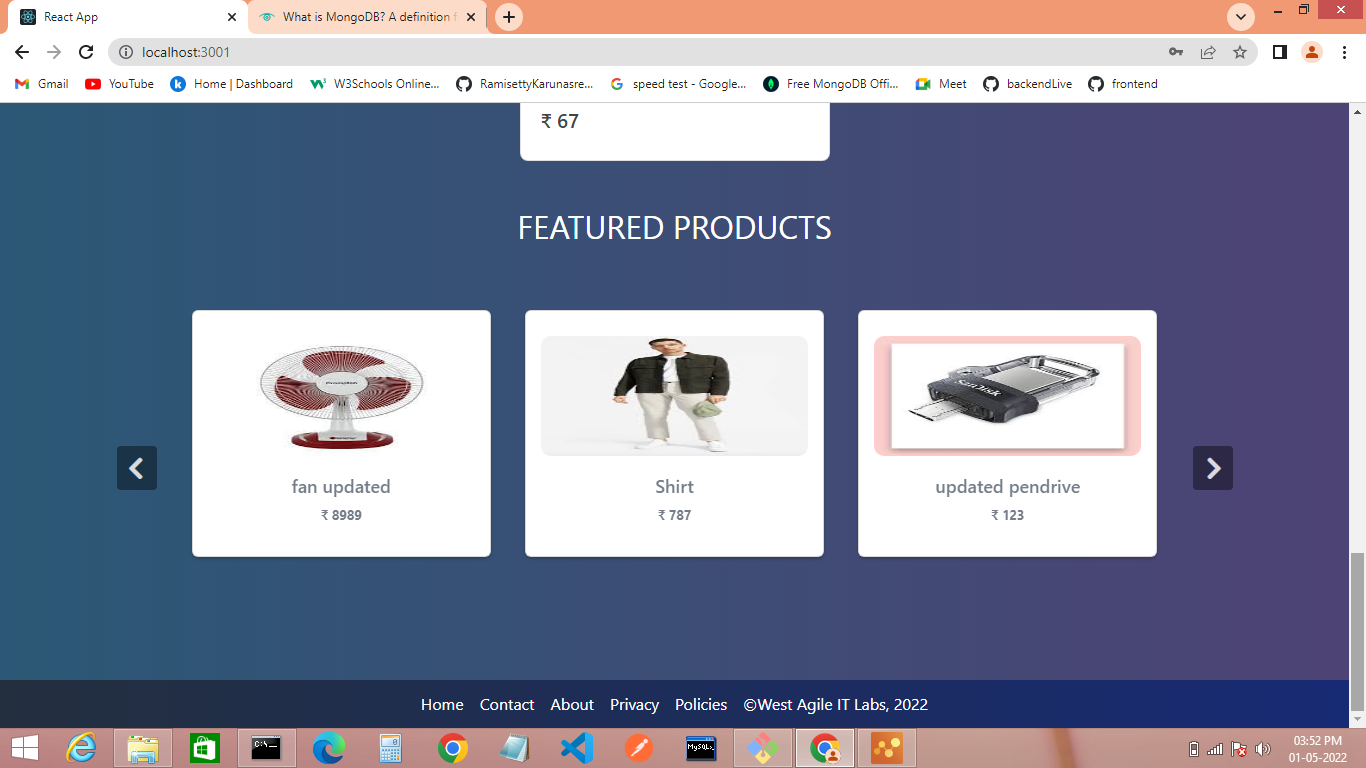 React App
What is MongoDB? A definition f
localhost:3001
Gmail
YouTube
Home | Dashboard
W3Schools Online...
RamisettyKarunasre...
speed test - Google...
Free MongoDB Offi...
Meet
backendLive
frontend
₹ 67
FEATURED PRODUCTS
SanDisk
fan updated
Shirt
updated pendrive
₹ 8989
₹ 787
₹ 123
Home Contact About Privacy Policies ©West Agile IT Labs, 2022
C:\_
MySQL>
03:52 PM
01-05-2022